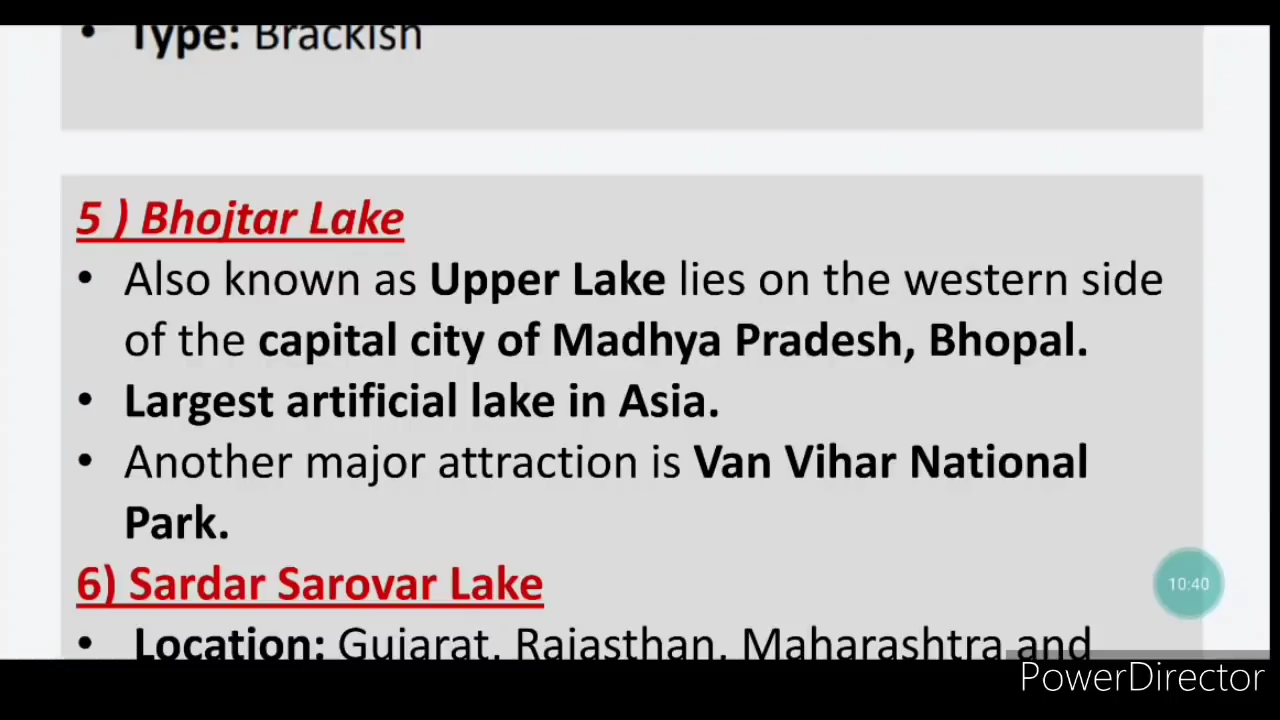 • Type: Brackish
5 ) Bhojtar Lake
• Also known as Upper Lake lies on the western side
of the capital city of Madhya Pradesh, Bhopal.
• Largest artificial lake in Asia.
• Another major attraction is Van Vihar National
Park.
6) Sardar Sarovar Lake
10:40
• Location: Gujarat, Rajasthan, Maharashtra and
PowerDirector